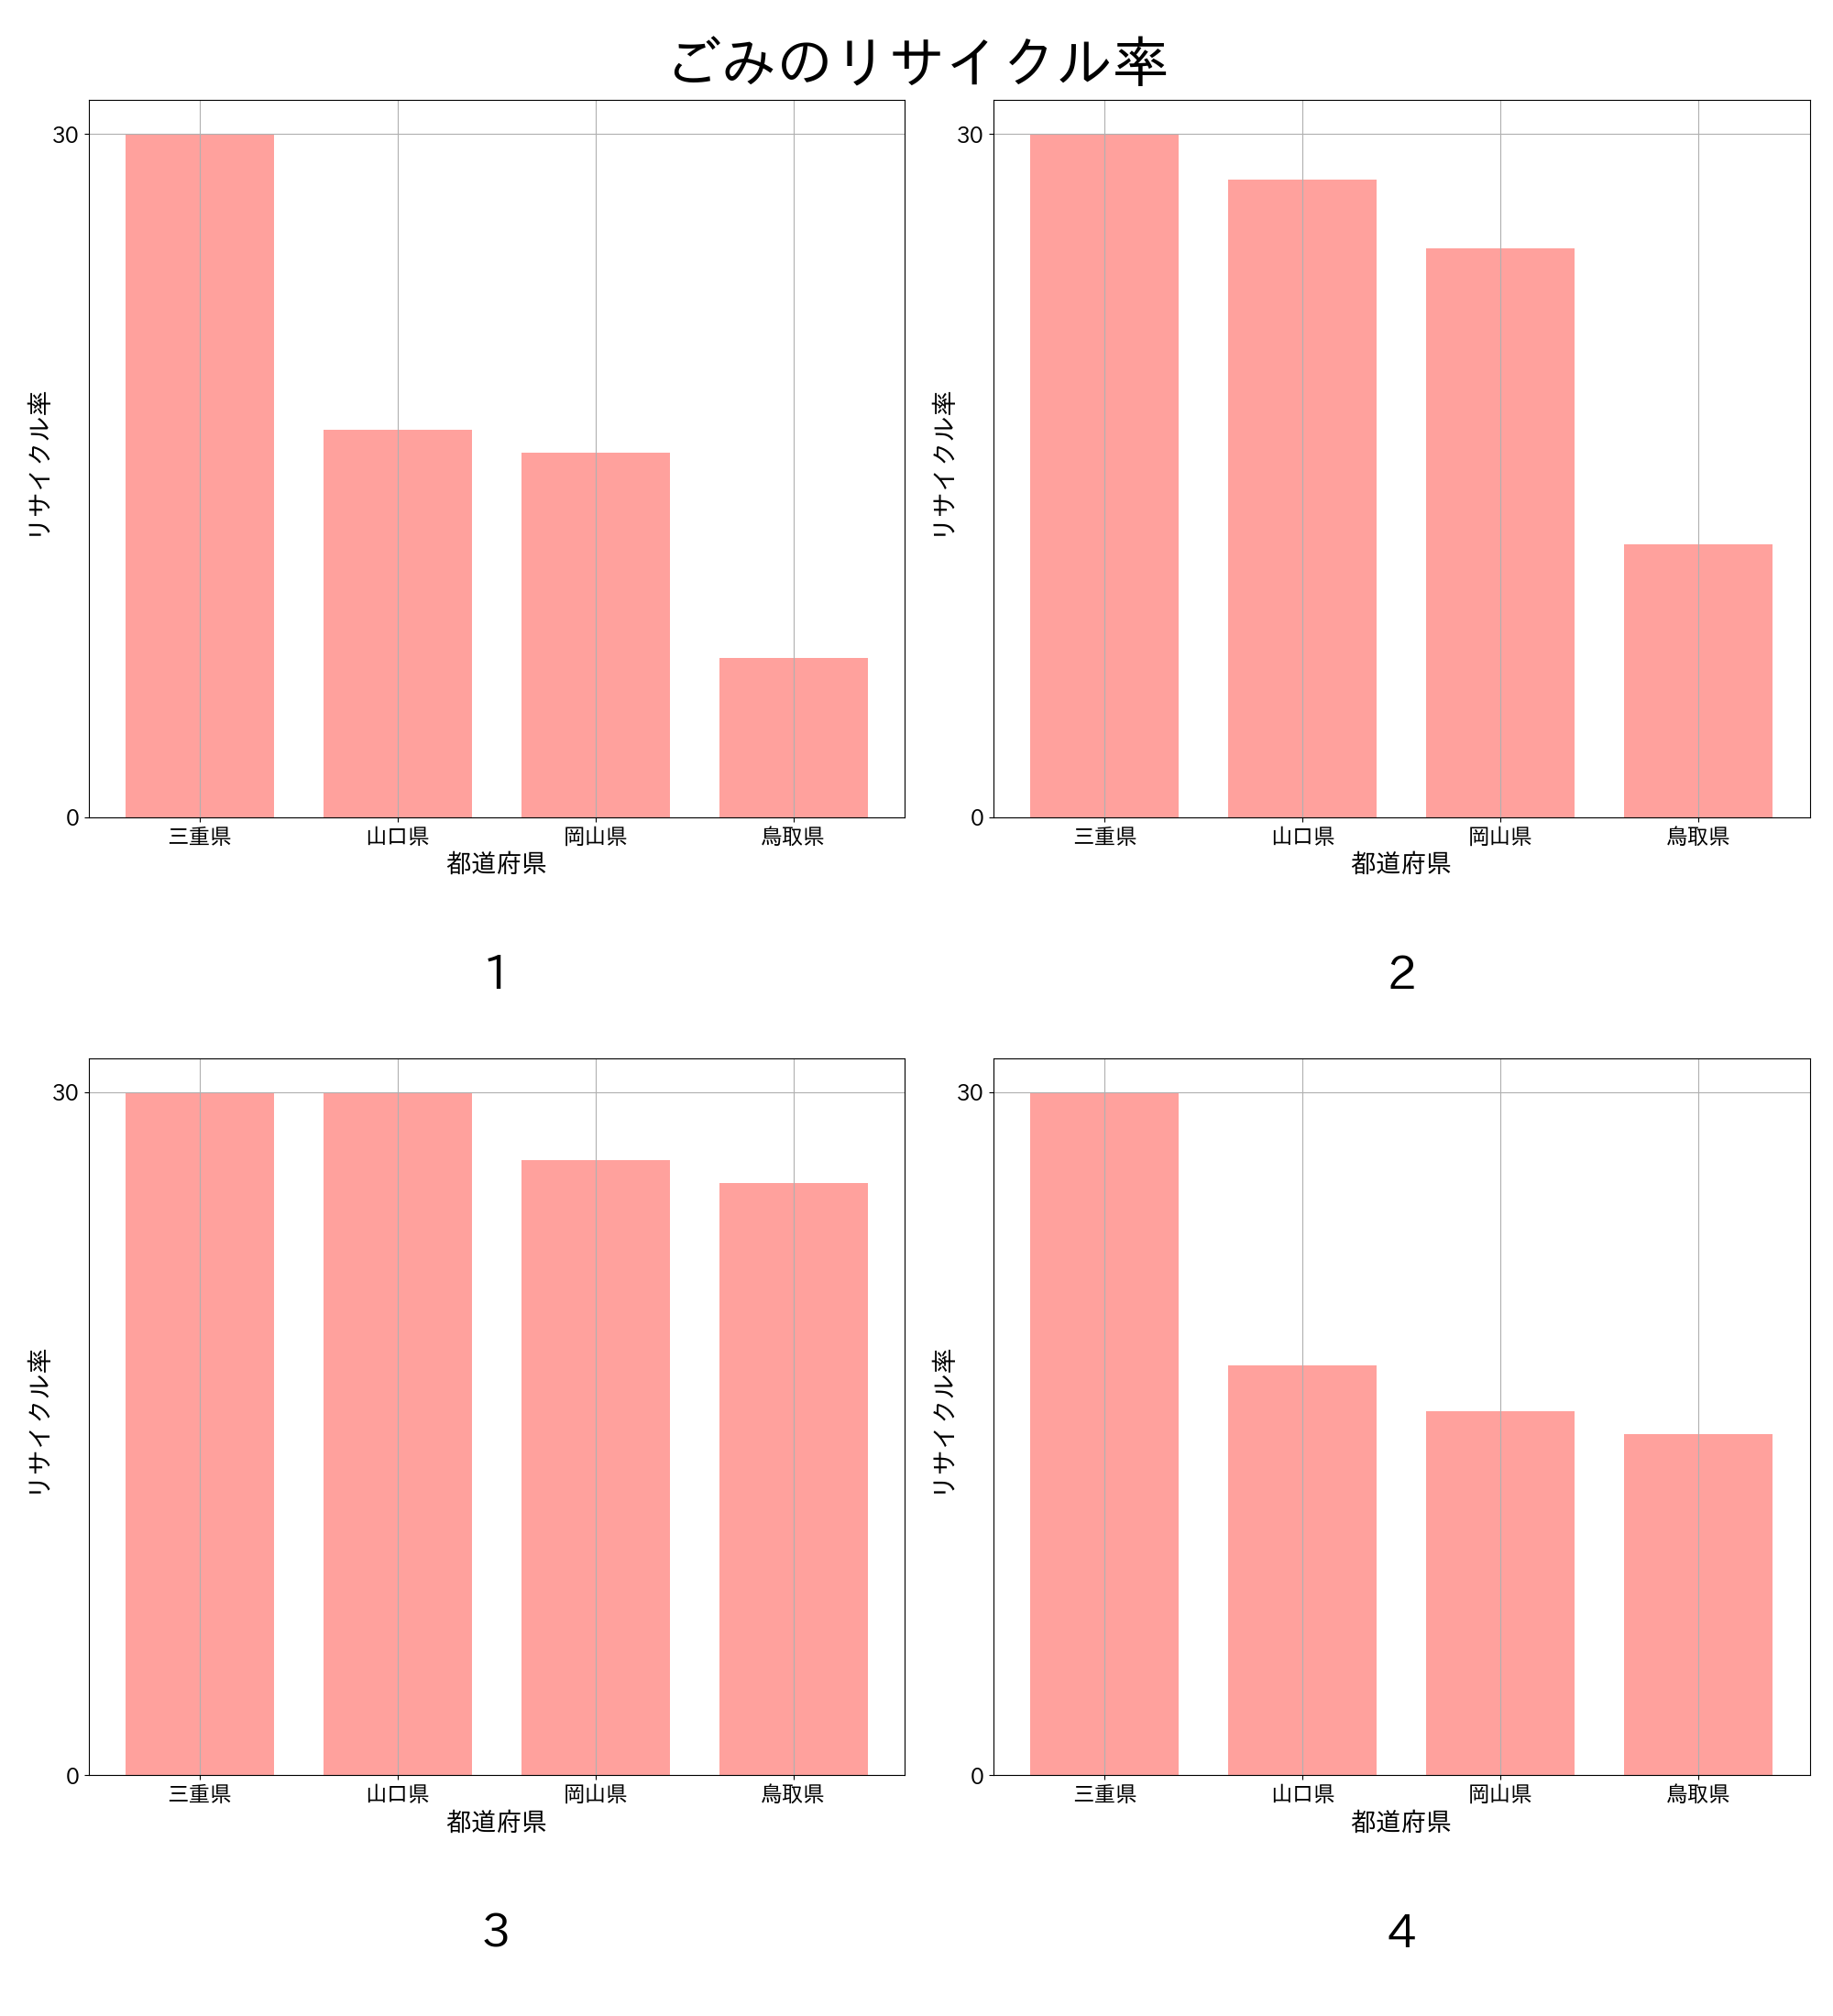 ごみのリサイクル率
30
0
リサイクル率
三重県 山口県 岡山県 鳥取県
都道府県
1
30
0
リサイクル率
三重県 山口県 岡山県 鳥取県
都道府県
2
30
0
リサイクル率
三重県 山口県 岡山県 鳥取県
都道府県
3
30
0
リサイクル率
三重県 山口県 岡山県 鳥取県
都道府県
4